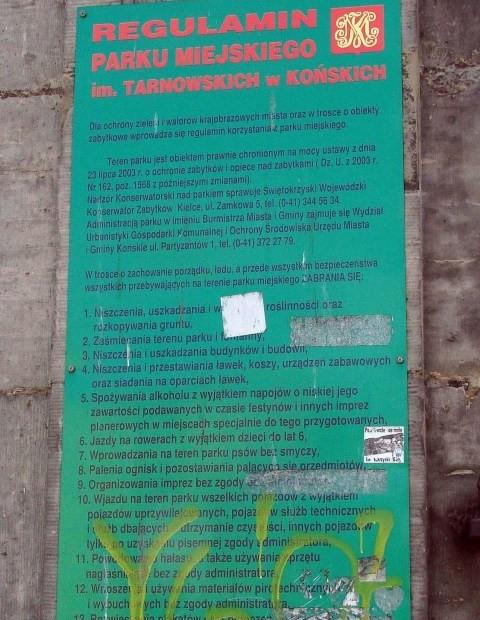 REGULAMIN
PARKU MIEJSKIEGO
im. TARNOWSKICH w KOŃSKICH
Dla ochrony zieleni i walorów krajobrazowych miasta oraz w trosce o obiekty
zabytkowe wprowadza się regulamin korzystania z parku miejskiego.
Teren parku jest obiektem prawnie chronionym na mocy ustawy z dnia
23 lipca 2003 r. o ochronie zabytków i opiece nad zabytkami ( Dz. U. z 2003 r.
Nr 162, poz. 1568 z późniejszymi zmianami).
Nadzór Konserwatorski nad parkiem sprawuje Świętokrzyski Wojewódzki
Konserwator Zabytków Kielce, ul. Zamkowa 5, tel. (0-41) 344 56 34.
Administracją parku w imieniu Burmistrza Miasta i Gminy zajmuje się Wydział
Urbanistyki Gospodarki Komunalnej i Ochrony Środowiska Urzędu Miasta
i Gminy Końskie ul. Partyzantów 1, tel. (0-41) 372 27 79.
W trosce o zachowanie porządku, ładu, a przede wszystkim bezpieczeństwa
wszystkich przebywających na terenie parku miejskiego ZABRANIA SIĘ:
1. Niszczenia, uszkadzania i roślinności oraz
rozkopywania gruntu,
2. Zaśmiecania terenu parku i fontanny,
3. Niszczenia i uszkadzania budynków i budowli,
4. Niszczenia i przestawiania ławek, koszy, urządzeń zabawowych
oraz siadania na oparciach ławek,
5. Spożywania alkoholu z wyjątkiem napojów o niskiej jego
zawartości podawanych w czasie festynów i innych imprez
planerowych w miejscach specjalnie do tego przygotowanych,
6. Jazdy na rowerach z wyjątkiem dzieci do lat 6,
7. Wprowadzania na teren parku psów bez smyczy,
8. Palenia ognisk i pozostawiania palących się przedmiotów,
9. Organizowania imprez bez zgody
10. Wjazdu na teren parku wszelkich pojazdów z wyjątkiem
pojazdów uprzywilejowanych, pojazdów służb technicznych
i służb dbających o utrzymanie czystości, innych pojazdów
tylko po uzyskaniu pisemnej zgody administratora,
11. Powodowania hałasu a także używania sprzętu
nagłaśniającego bez zgody administratora,
12. Wnoszenia i używania materiałów pirotechnicznych
i wybuchowych bez zgody administratora,
13.